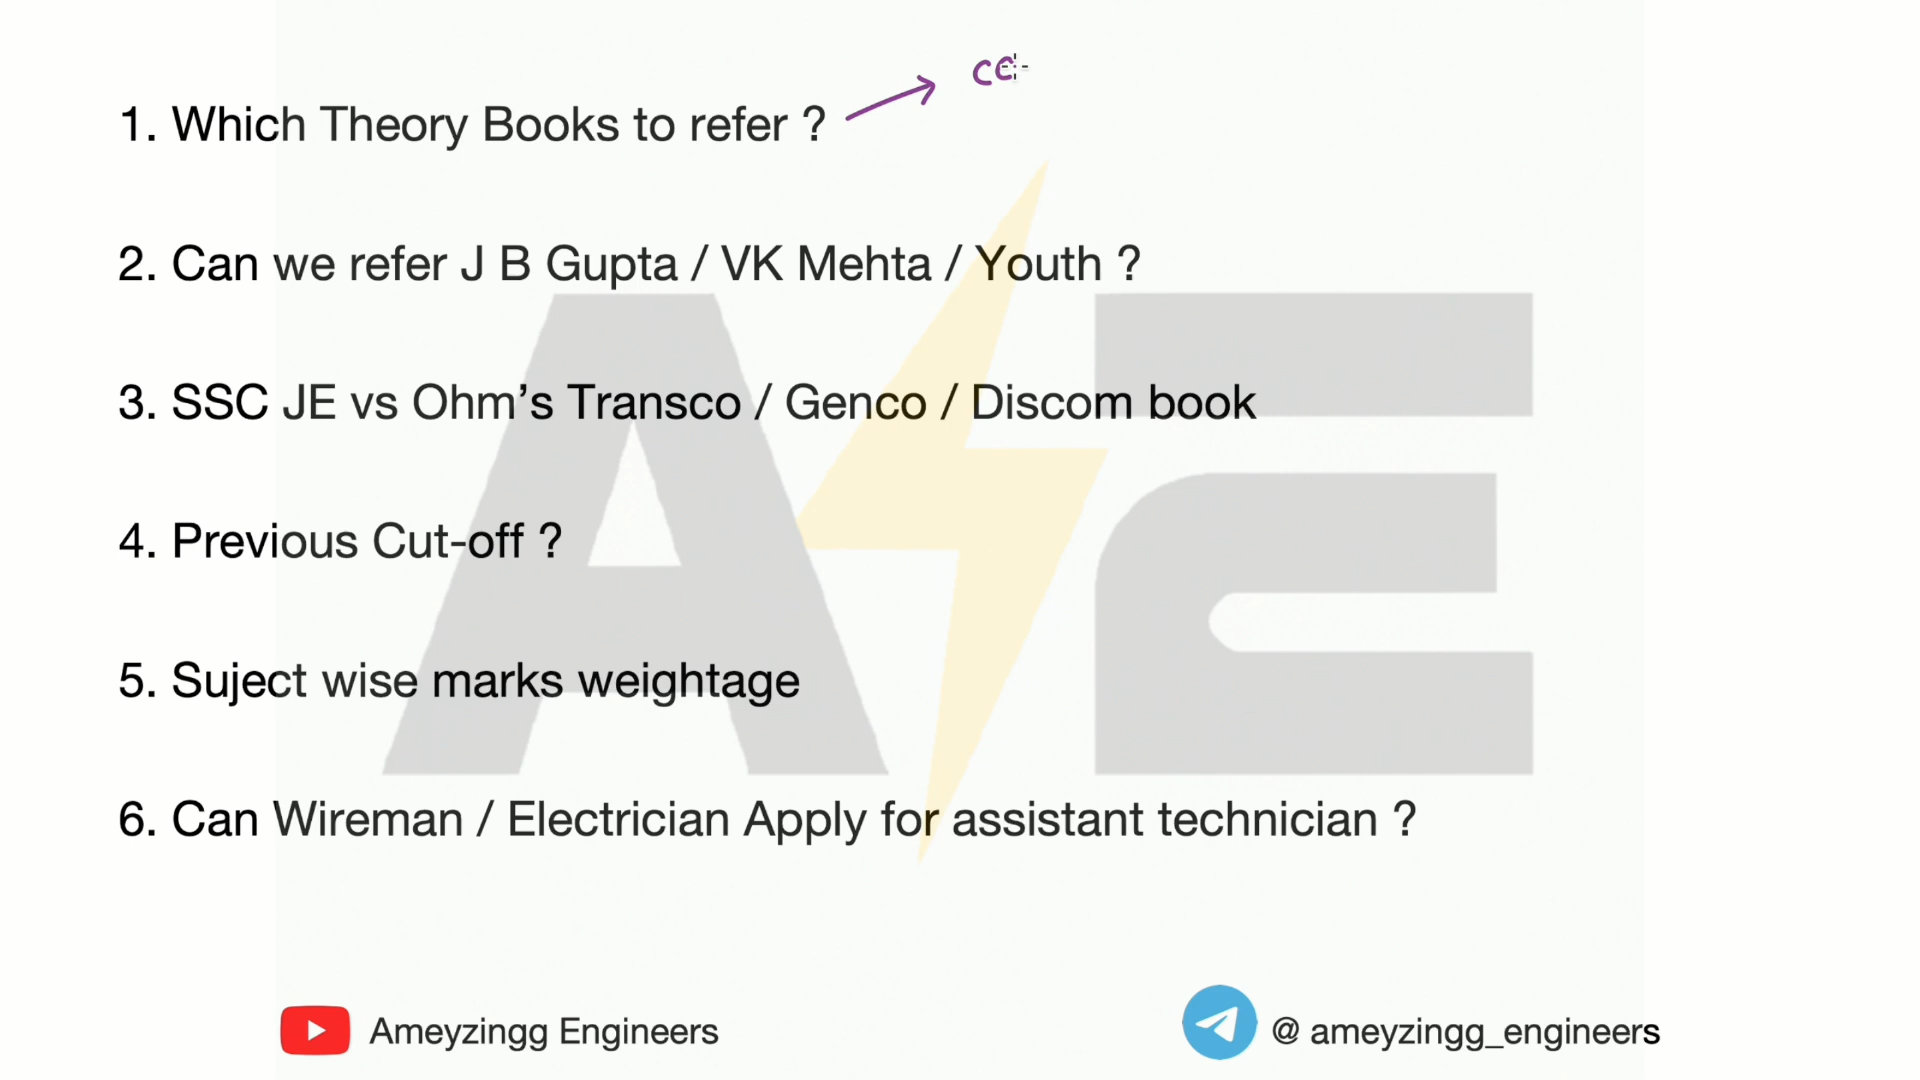 cc
1. Which Theory Books to refer ?
2. Can we refer J B Gupta / VK Mehta / Youth ?
3. SSC JE vs Ohm’s Transco / Genco / Discom book
4. Previous Cut-off ?
5. Suject wise marks weightage
6. Can Wireman / Electrician Apply for assistant technician ?
AE
Ameyzingg Engineers
@ ameyzingg_engineers